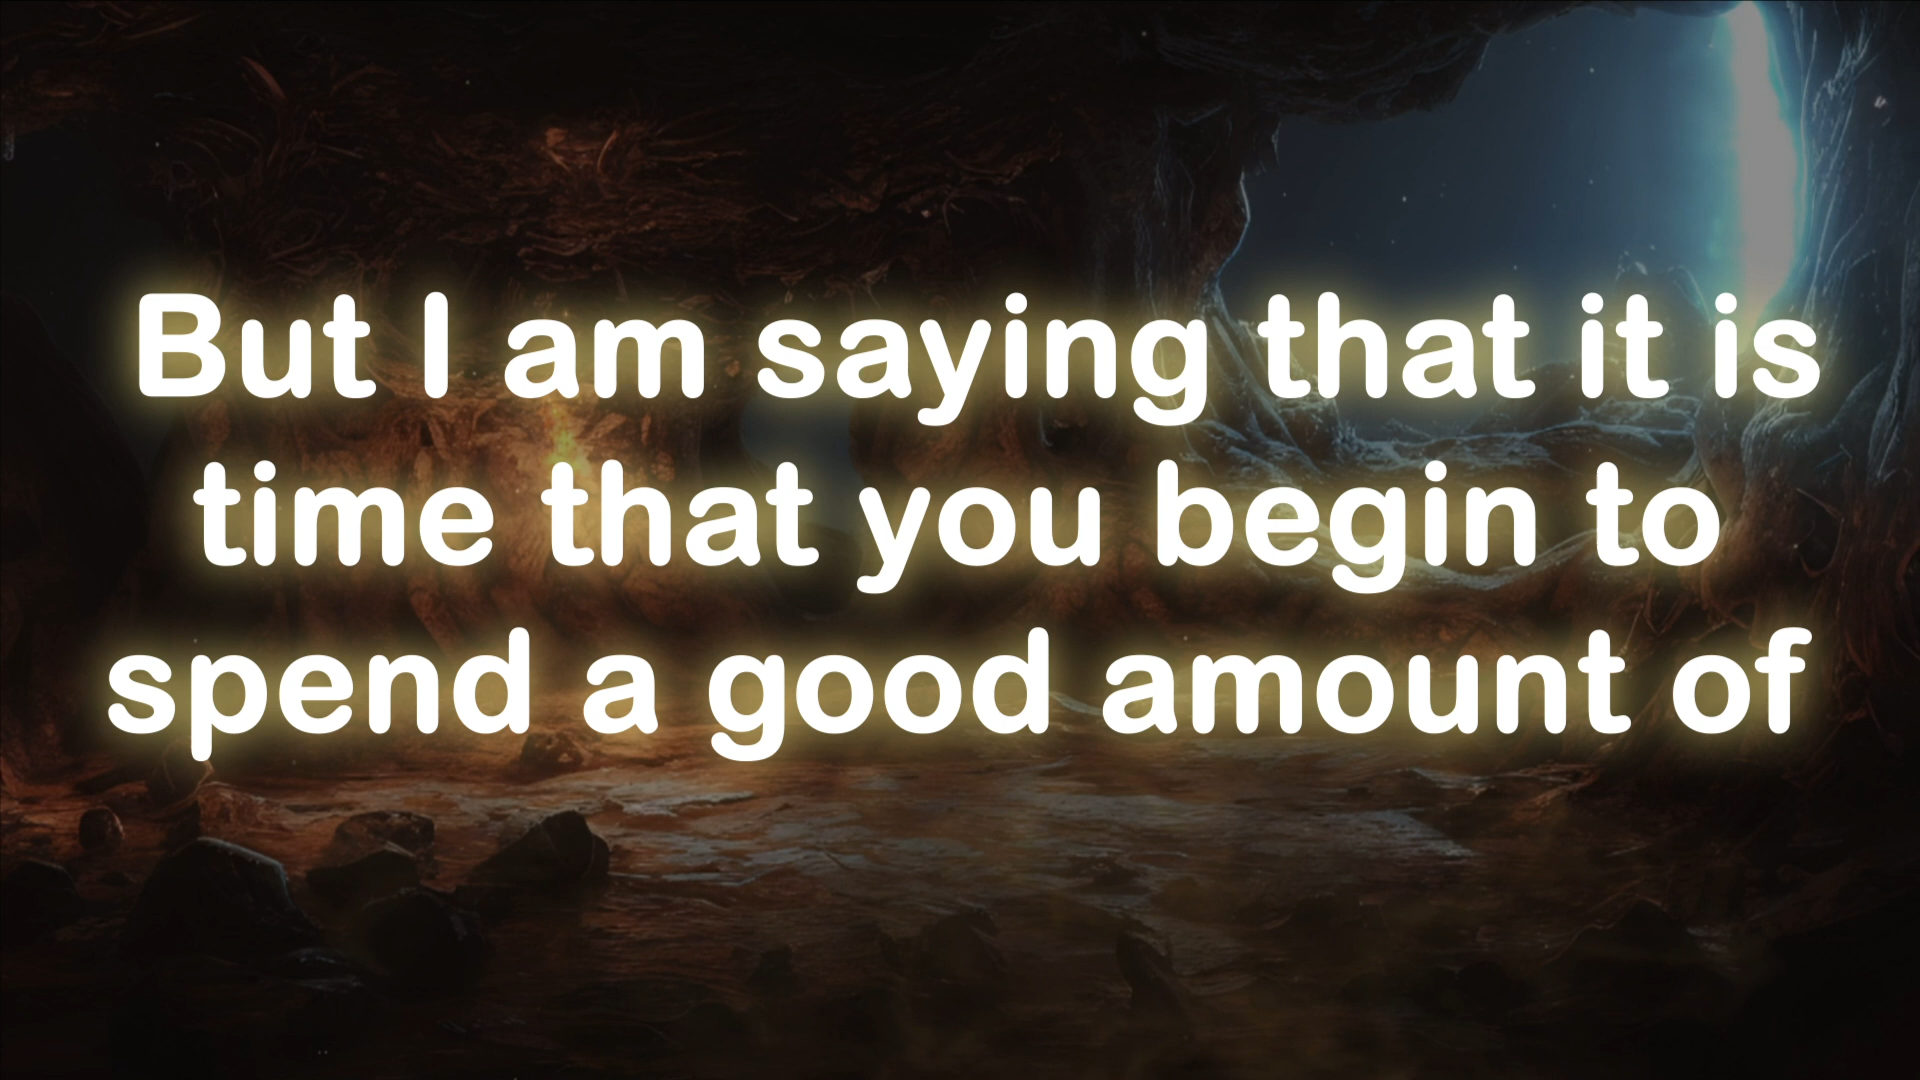 But I am saying that it is
time that you begin to
spend a good amount of